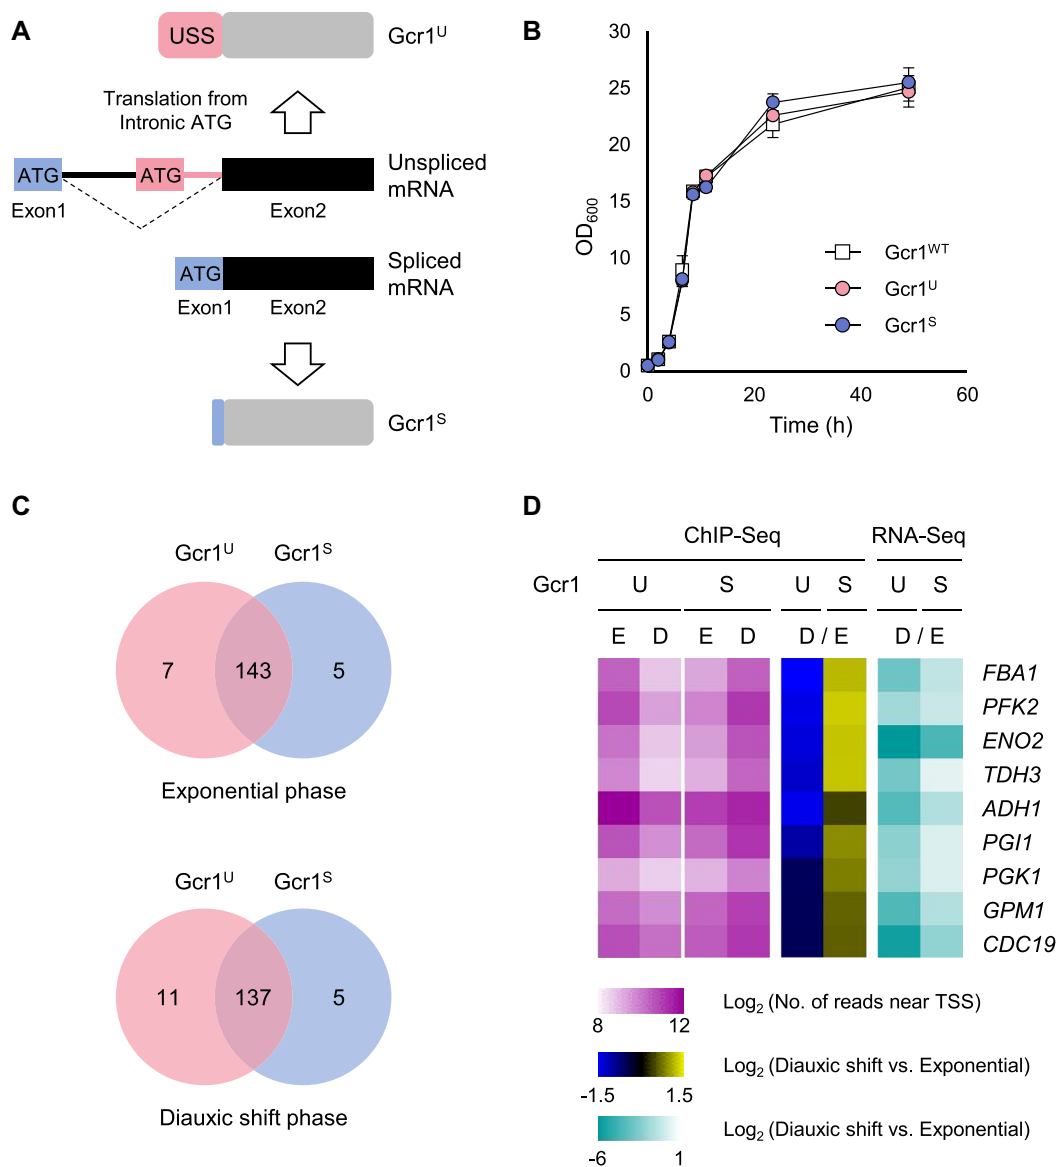 A
USS
Gcr1ᵁ
Translation from
Intronic ATG
ATG
ATG
Unspliced
mRNA
Exon1
Exon2
ATG
Spliced
mRNA
Exon1
Exon2
Gcr1ˢ
B
30
25
20
15
10
5
0
OD₆₀₀
0
20
40
60
Time (h)
Gcr1ᵂᵀ
Gcr1ᵁ
Gcr1ˢ
C
Gcr1ᵁ
Gcr1ˢ
7
143
5
Exponential phase
Gcr1ᵁ
Gcr1ˢ
11
137
5
Diauxic shift phase
D
ChIP-Seq
RNA-Seq
Gcr1
U
S
U
S
U
S
E
D
E
D
D / E
D / E
FBA1
PFK2
ENO2
TDH3
ADH1
PGI1
PGK1
GPM1
CDC19
8
12
Log₂ (No. of reads near TSS)
-1.5
1.5
Log₂ (Diauxic shift vs. Exponential)
-6
1
Log₂ (Diauxic shift vs. Exponential)